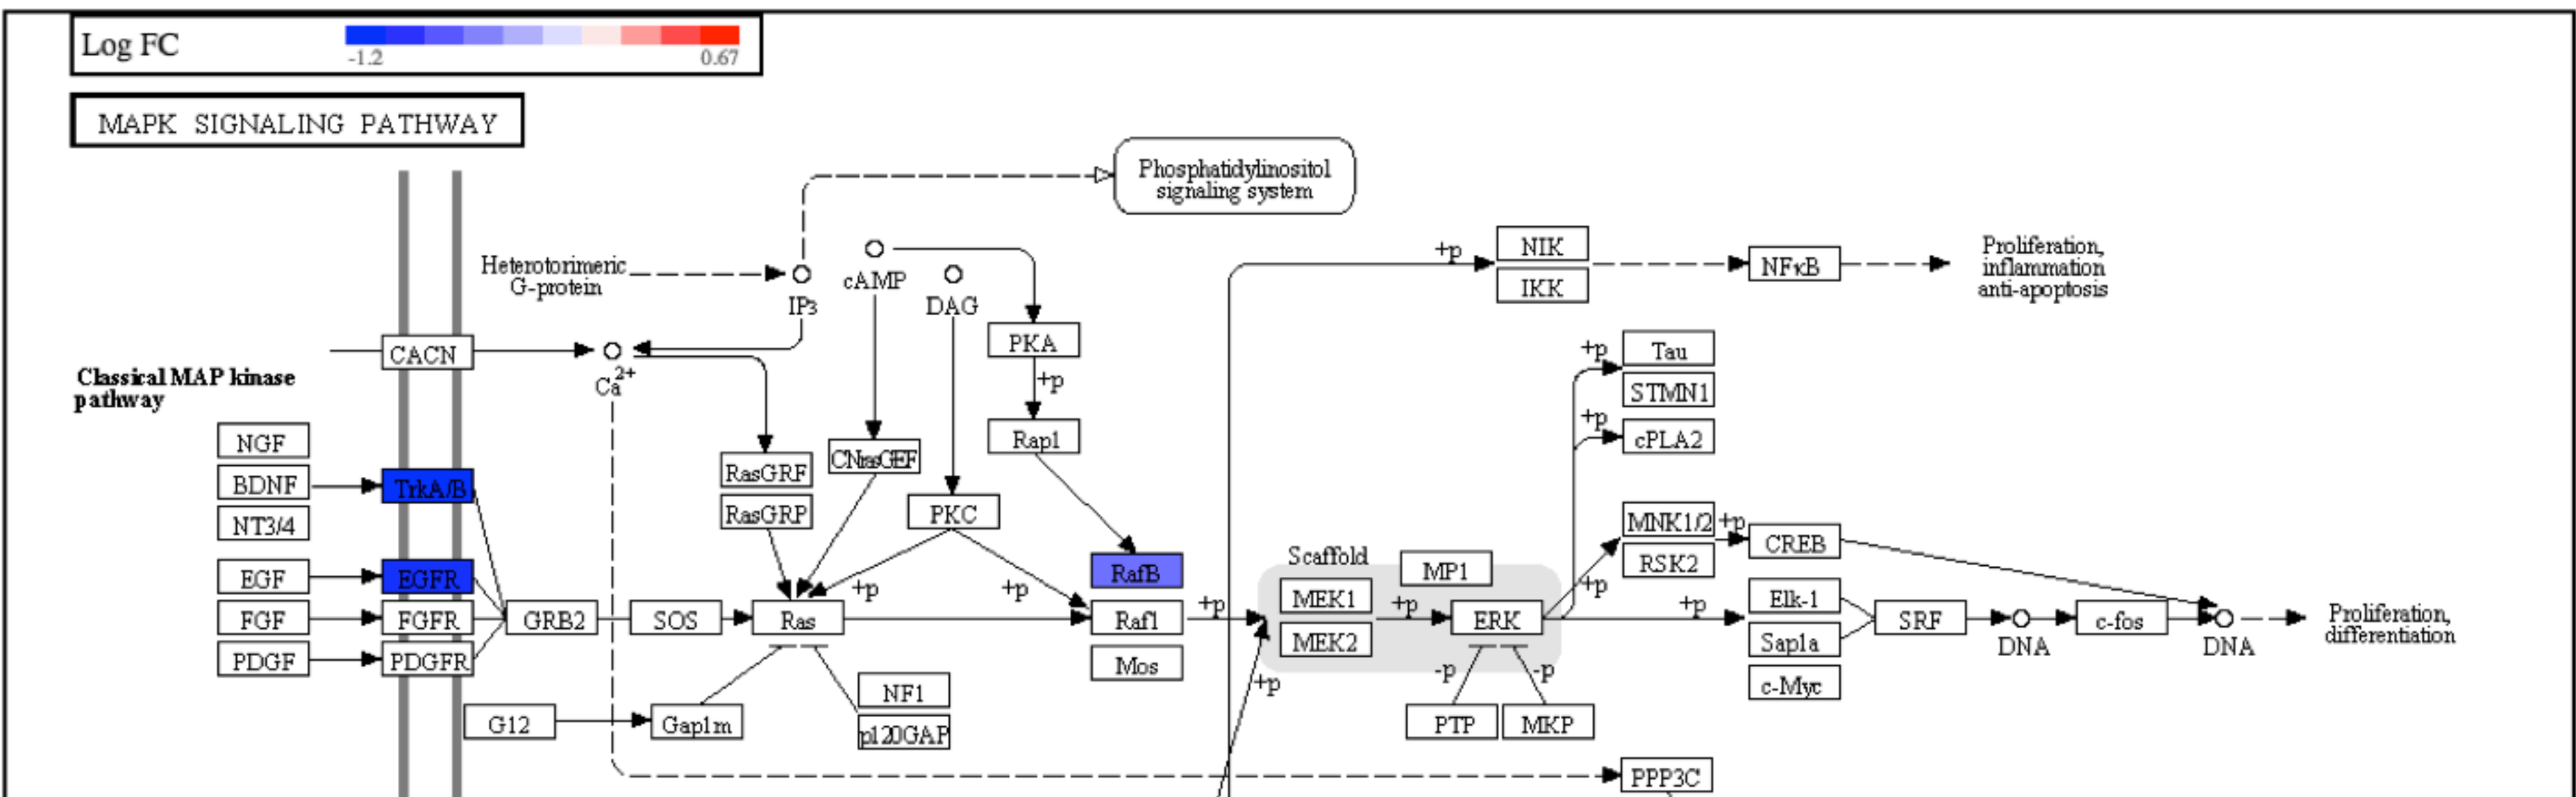 Log FC
-1.2
0.67
MAPK SIGNALING PATHWAY
Phosphatidylinositol
signaling system
Heterotorimeric
G-protein
IP3
cAMP
DAG
PKA
+p
Rap1
+p
NIK
IKK
NFκB
Proliferation,
inflammation
anti-apoptosis
CACN
Ca2+
Classical MAP kinase
pathway
NGF
BDNF
NT3/4
TrkA/B
EGF
EGFR
FGF
FGFR
PDGF
PDGFR
GRB2
SOS
G12
Gap1m
RasGRF
RasGRP
CNrasGEF
PKC
Ras
+p
+p
NF1
p120GAP
RafB
Raf1
Mos
+p
+p
Scaffold
MP1
MEK1
MEK2
+p
ERK
-p
-p
PTP
MKP
+p
Tau
STMN1
+p
cPLA2
MNK1/2
+p
RSK2
+p
CREB
+p
Elk-1
Sap1a
c-Myc
SRF
DNA
c-fos
DNA
Proliferation,
differentiation
PPP3C